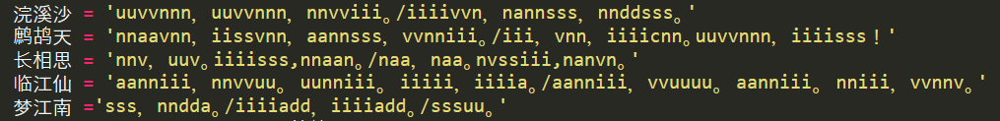 浣溪沙 = 'uuvvnnn, uuvvnnn, nnvviii。/iiiivvn, nannsss, nnddsss。'
鹧鸪天 = 'nnaavnn, iissvnn, aannsss, vvnniii。/iii, vnn, iiiicnn。uuvvnnn, iiiisss！'
长相思 = 'nnv, uuv。iiiisss,nnaan。/naa, naa。nvssiii,nanvn。'
临江仙 ='aanniii, nnvvuu。uunniii。iiiii, iiiia。/aanniii, vvuuuu。aanniii。nniii, vvnnv。'
梦江南 ='sss, nndda。/iiiiadd, iiiiadd。/sssuu。'